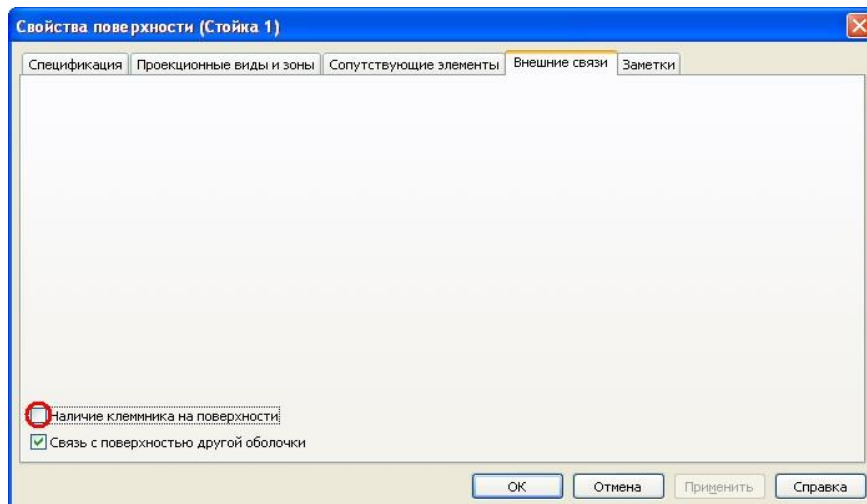 Свойства поверхности (Стойка 1)
Спецификация Проекционные виды и зоны Сопутствующие элементы Внешние связи Заметки
Наличие клеммника на поверхности
Связь с поверхностью другой оболочки
ОК Отмена Применить Справка